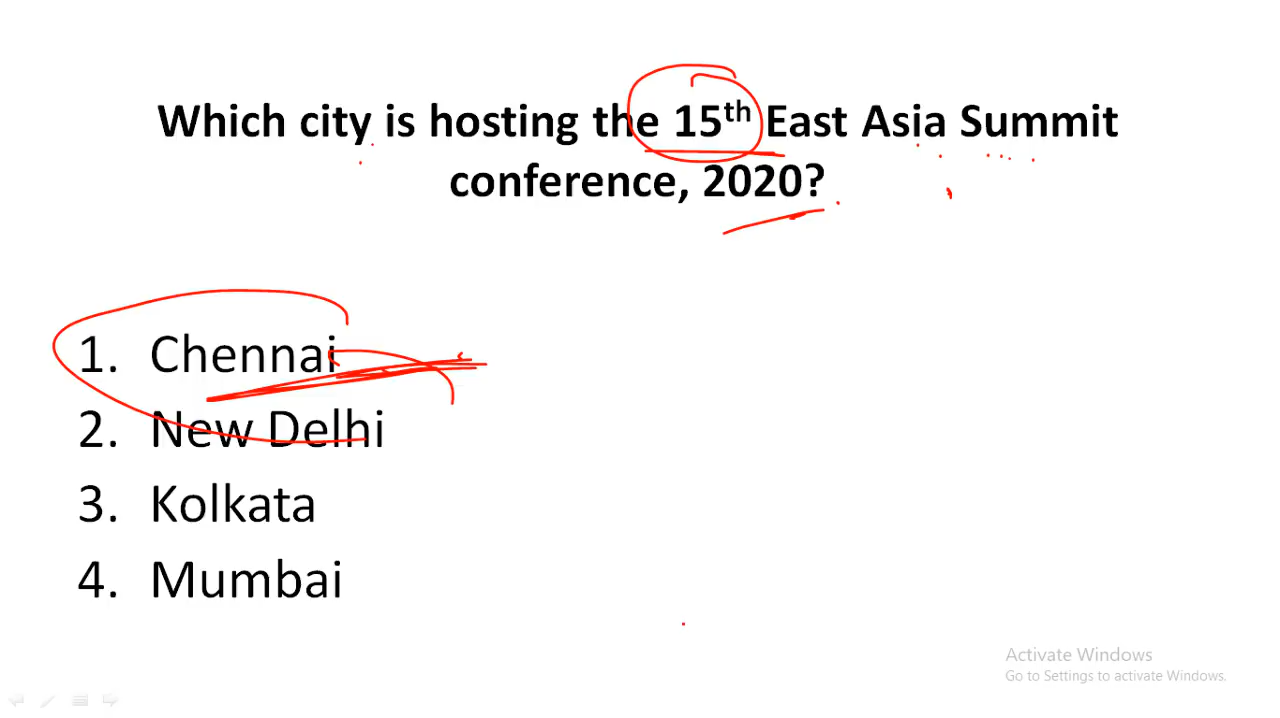 Which city is hosting the 15th East Asia Summit
conference, 2020?
1. Chennai
2. New Delhi
3. Kolkata
4. Mumbai
Activate Windows
Go to Settings to activate Windows.